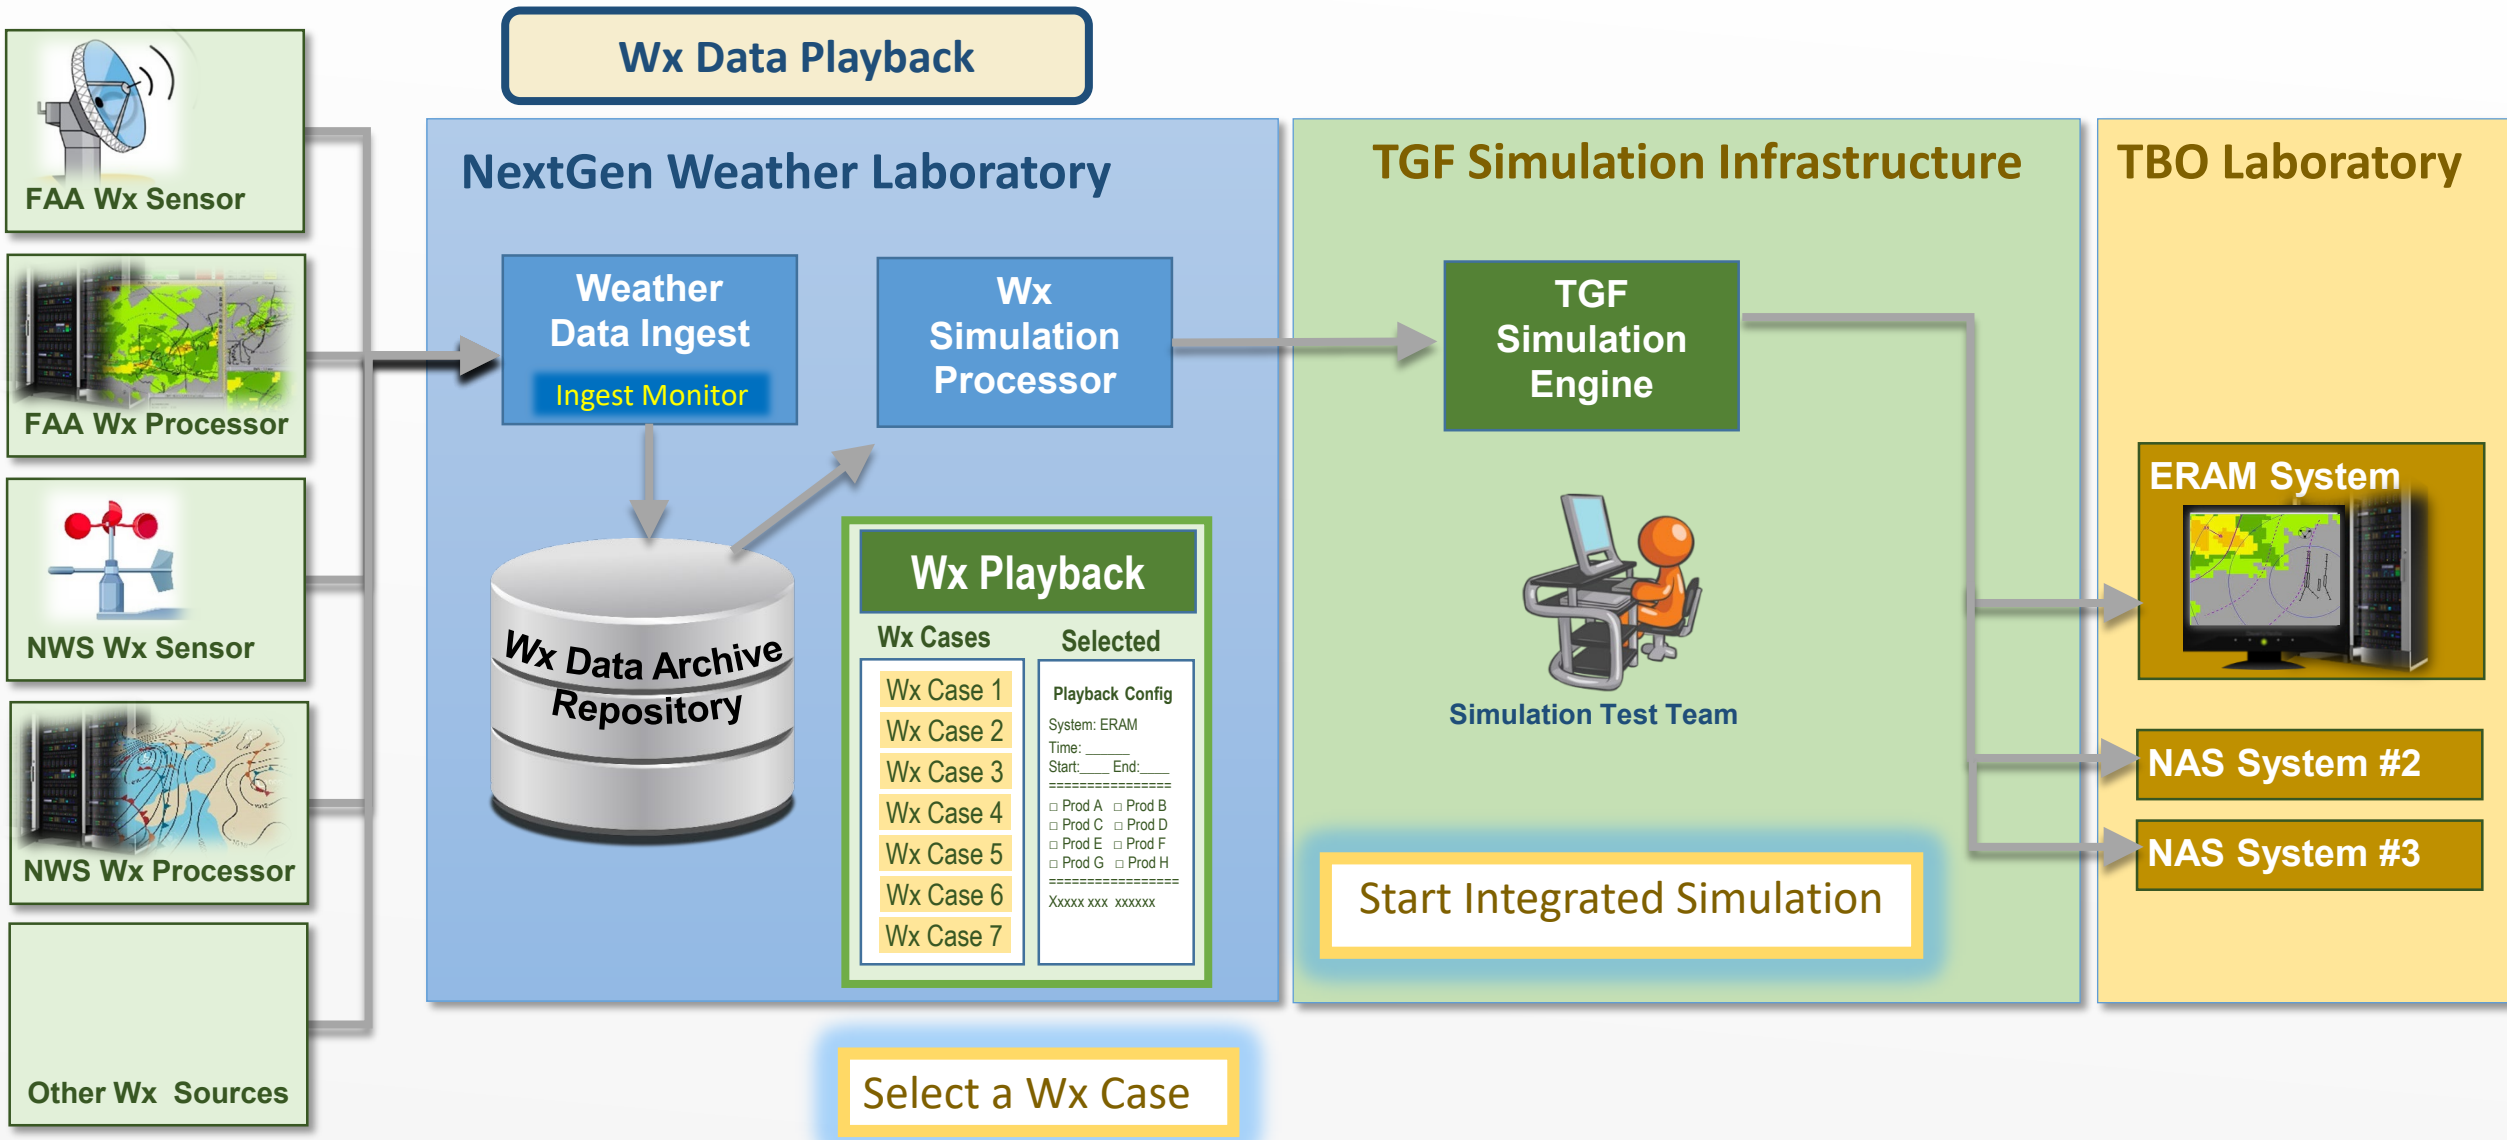 Wx Data Playback
FAA Wx Sensor
FAA Wx Processor
NWS Wx Sensor
NWS Wx Processor
Other Wx Sources
NextGen Weather Laboratory
Weather
Data Ingest
Ingest Monitor
Wx
Simulation
Processor
Wx Data Archive
Repository
Wx Playback
Wx Cases
Wx Case 1
Wx Case 2
Wx Case 3
Wx Case 4
Wx Case 5
Wx Case 6
Wx Case 7
Selected
Playback Config
System: ERAM
Time: ______
Start:____ End:____
================
□ Prod A □ Prod B
□ Prod C □ Prod D
□ Prod E □ Prod F
□ Prod G □ Prod H
=================
Xxxxx xxx xxxxxx
Select a Wx Case
TGF Simulation Infrastructure
TGF
Simulation
Engine
Simulation Test Team
Start Integrated Simulation
TBO Laboratory
ERAM System
NAS System #2
NAS System #3